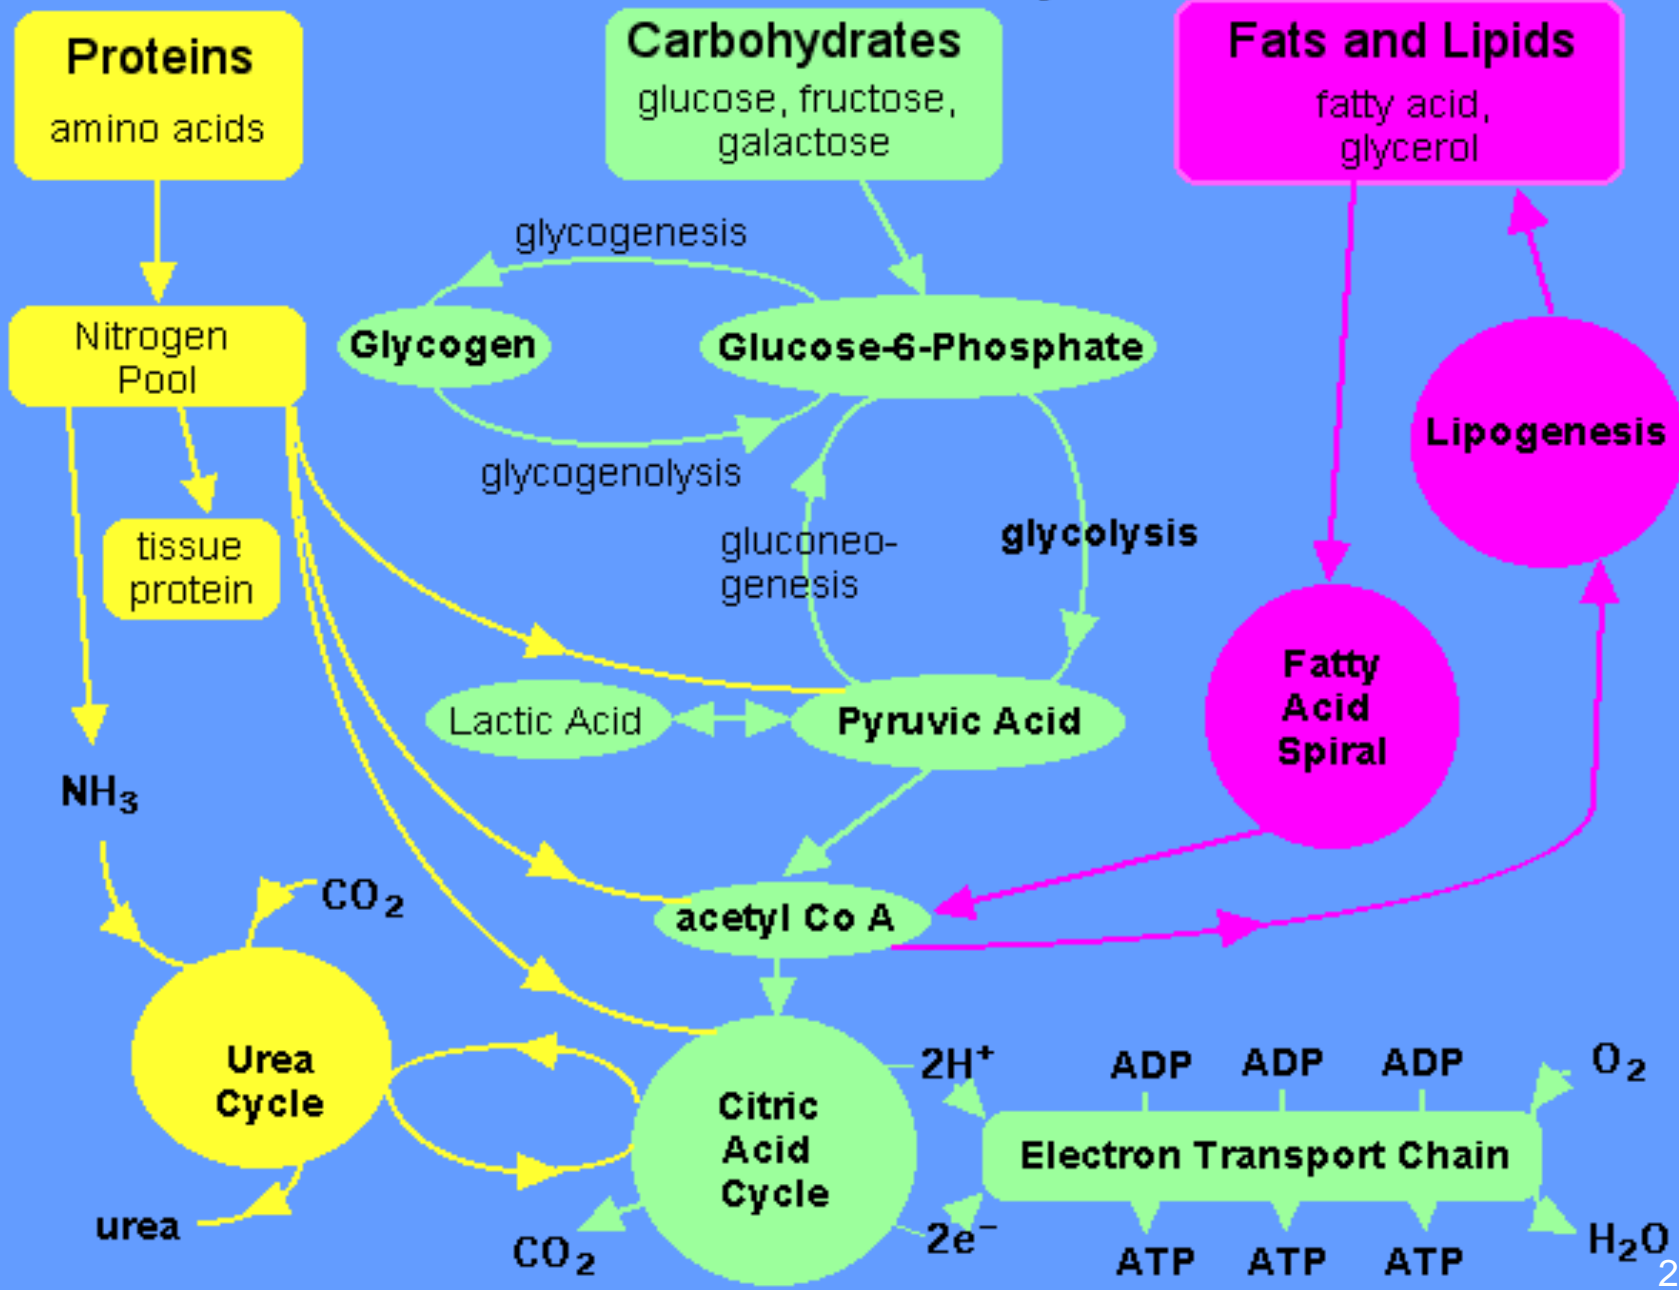 Proteins
amino acids
Carbohydrates
glucose, fructose,
galactose
Fats and Lipids
fatty acid,
glycerol
glycogenesis
Nitrogen
Pool
Glycogen
Glucose-6-Phosphate
Lipogenesis
glycogenolysis
tissue
protein
gluconeo-
genesis
glycolysis
Fatty
Acid
Spiral
Lactic Acid
Pyruvic Acid
NH₃
CO₂
acetyl Co A
Urea
Cycle
urea
Citric
Acid
Cycle
CO₂
2H⁺
2e⁻
ADP ADP ADP
O₂
Electron Transport Chain
ATP ATP ATP
H₂O
2